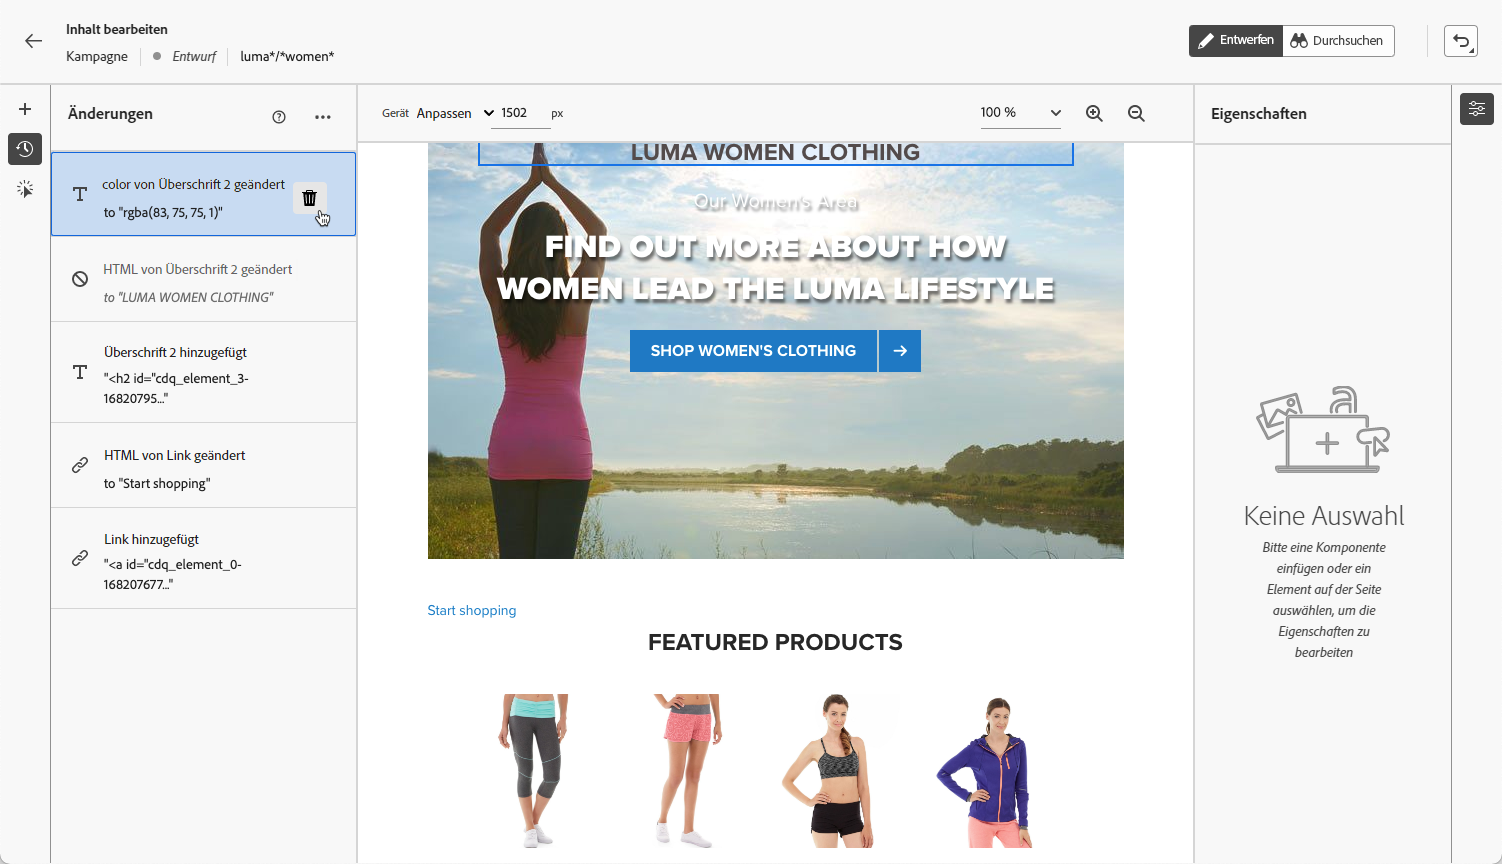 Inhalt bearbeiten
Kampagne
Entwurf
luma*/*women*
Entwerfen
Durchsuchen
Änderungen
color von Überschrift 2 geändert
to "rgba(83, 75, 75, 1)"
HTML von Überschrift 2 geändert
to "LUMA WOMEN CLOTHING"
Überschrift 2 hinzugefügt
"<h2 id="cdq_element_3-
16820795..."
HTML von Link geändert
to "Start shopping"
Link hinzugefügt
"<a id="cdq_element_0-
168207677..."
Gerät Anpassen 1502 px
100 %
LUMA WOMEN CLOTHING
Our Women's Area
FIND OUT MORE ABOUT HOW
WOMEN LEAD THE LUMA LIFESTYLE
SHOP WOMEN'S CLOTHING
Start shopping
FEATURED PRODUCTS
Eigenschaften
Keine Auswahl
Bitte eine Komponente
einfügen oder ein
Element auf der Seite
auswählen, um die
Eigenschaften zu
bearbeiten